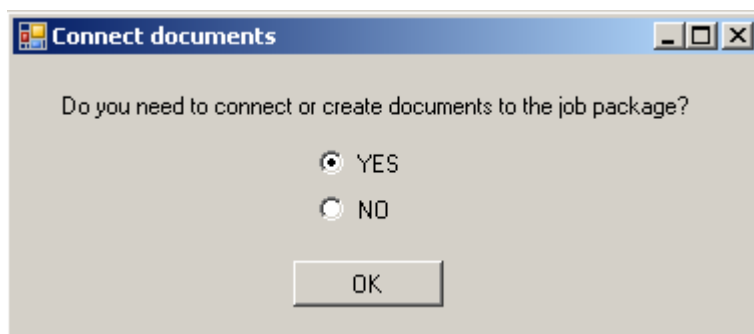 Connect documents
Do you need to connect or create documents to the job package?
YES
NO
OK